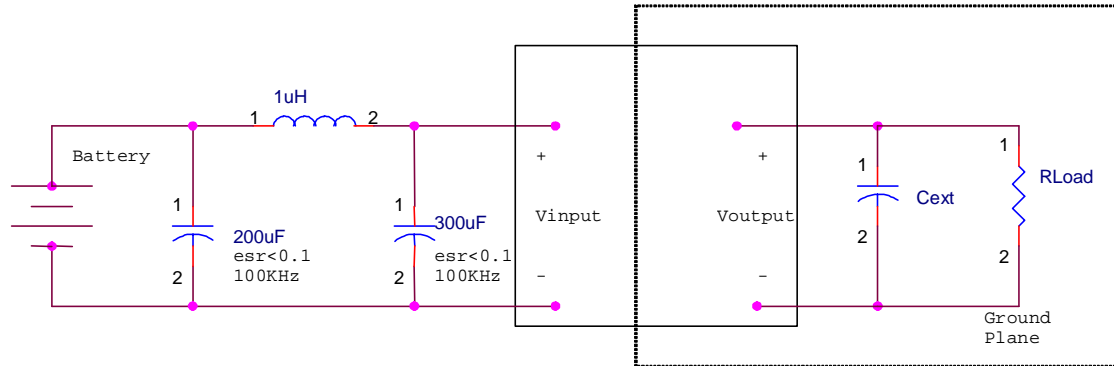 1uH
1
2
Battery
+
+
1
1
Cext
RLoad
1
200uF
esr<0.1
100KHz
1
300uF
esr<0.1
100KHz
Vinput
Voutput
2
2
2
2
-
-
Ground
Plane